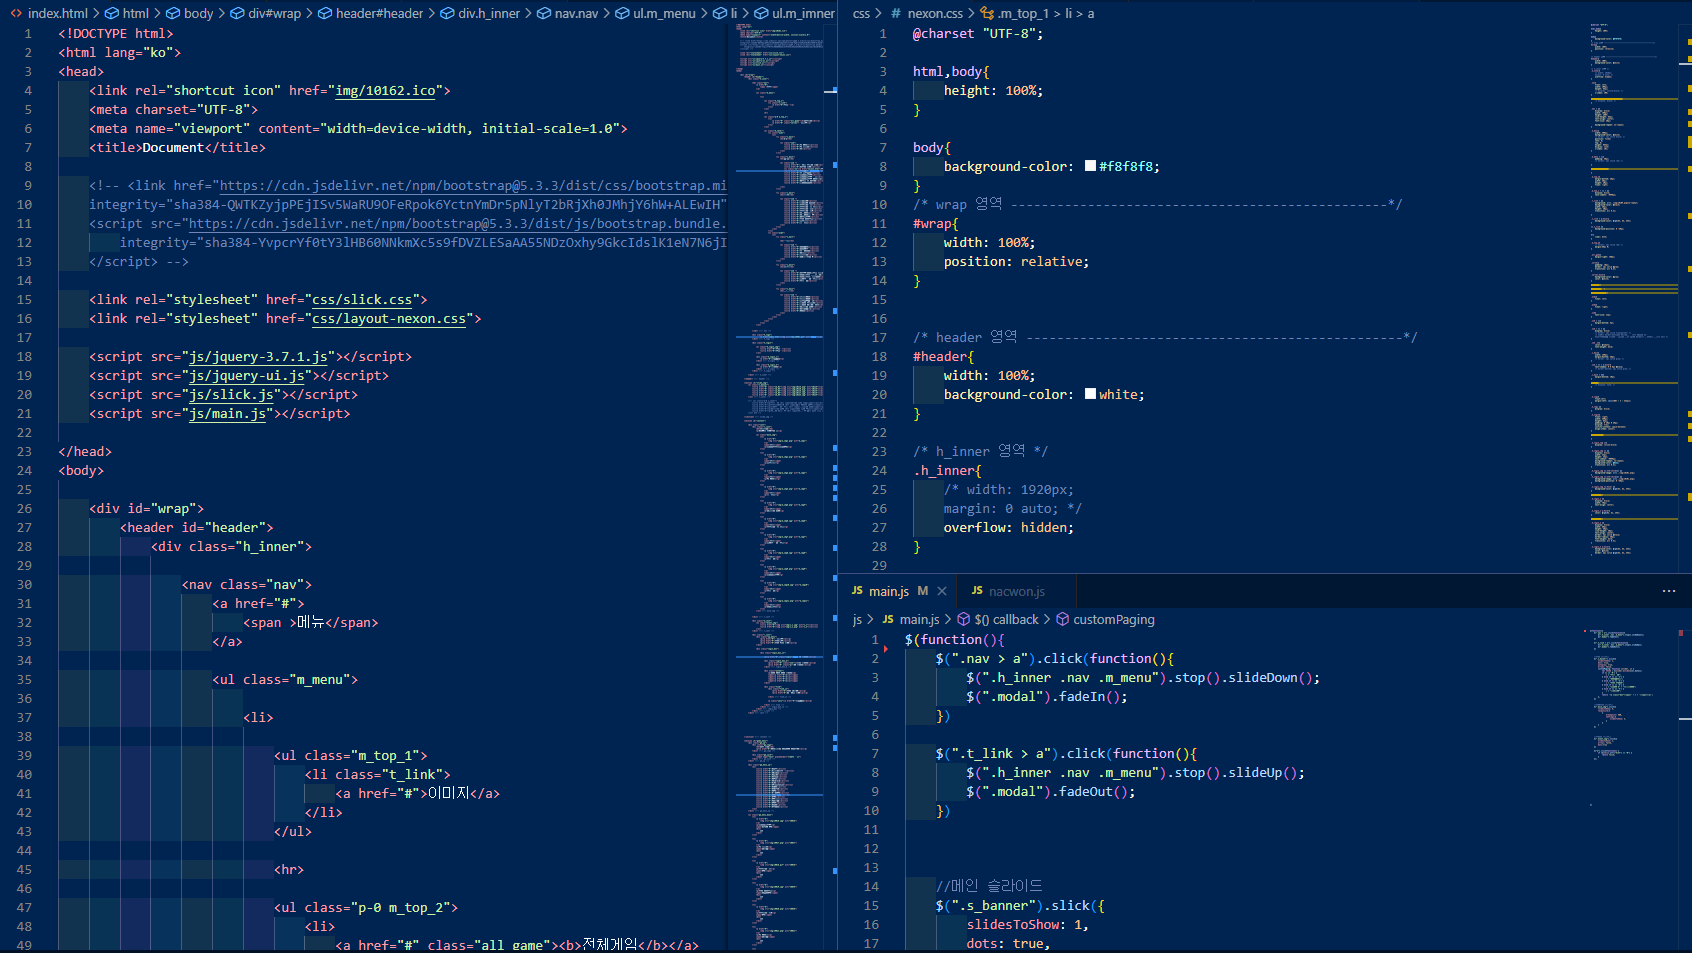 index.html > html > body > div#wrap > header#header > div.h_inner > nav.nav > ul.m_menu > li > ul.m_imner
1 <!DOCTYPE html>
2 <html lang="ko">
3 <head>
4 <link rel="shortcut icon" href="img/10162.ico">
5 <meta charset="UTF-8">
6 <meta name="viewport" content="width=device-width, initial-scale=1.0">
7 <title>Document</title>
8
9 <!-- <link href="https://cdn.jsdelivr.net/npm/bootstrap@5.3.3/dist/css/bootstrap.mi
10 integrity="sha384-QWTKZyjpPEjISv5WaRU9OFeRpok6YctnYmDr5pNlyT2bRjXh0JMhjY6hW+ALEwIH"
11 <script src="https://cdn.jsdelivr.net/npm/bootstrap@5.3.3/dist/js/bootstrap.bundle.
12 integrity="sha384-YvpcrYf0tY3lHB60NNkmXc5s9fDVZLESaAA55NDzOxhy9GkcIdslK1eN7N6jI
13 </script> -->
14
15 <link rel="stylesheet" href="css/slick.css">
16 <link rel="stylesheet" href="css/layout-nexon.css">
17
18 <script src="js/jquery-3.7.1.js"></script>
19 <script src="js/jquery-ui.js"></script>
20 <script src="js/slick.js"></script>
21 <script src="js/main.js"></script>
22
23 </head>
24 <body>
25
26 <div id="wrap">
27 <header id="header">
28 <div class="h_inner">
29
30 <nav class="nav">
31 <a href="#">
32 <span >메뉴</span>
33 </a>
34
35 <ul class="m_menu">
36
37 <li>
38
39 <ul class="m_top_1">
40 <li class="t_link">
41 <a href="#">이미지</a>
42 </li>
43 </ul>
44
45 <hr>
46
47 <ul class="p-0 m_top_2">
48 <li>
49 <a href="#" class="all_game"><b>전체게임</b></a>
css > # nexon.css > .m_top_1 > li > a
1 @charset "UTF-8";
2
3 html,body{
4 height: 100%;
5 }
6
7 body{
8 background-color: #f8f8f8;
9 }
10 /* wrap 영역 -------------------------------------------------*/
11 #wrap{
12 width: 100%;
13 position: relative;
14 }
15
16
17 /* header 영역 -------------------------------------------------*/
18 #header{
19 width: 100%;
20 background-color: white;
21 }
22
23 /* h_inner 영역 */
24 .h_inner{
25 /* width: 1920px;
26 margin: 0 auto; */
27 overflow: hidden;
28 }
29
JS main.js M × JS nacwon.js ···
js > JS main.js > $() callback > customPaging
1 $(function(){
2 $(".nav > a").click(function(){
3 $(".h_inner .nav .m_menu").stop().slideDown();
4 $(".modal").fadeIn();
5 })
6
7 $(".t_link > a").click(function(){
8 $(".h_inner .nav .m_menu").stop().slideUp();
9 $(".modal").fadeOut();
10 })
11
12
13
14 //메인 슬라이드
15 $(".s_banner").slick({
16 slidesToShow: 1,
17 dots: true,